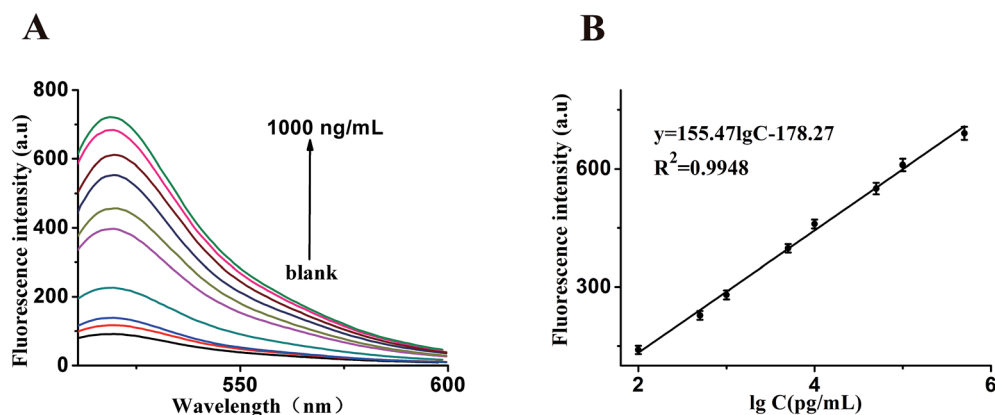 A
Fluorescence intensity (a.u)
800
600
400
200
0
1000 ng/mL
blank
550
600
Wavelength（nm）
B
Fluorescence intensity (a.u)
600
300
y=155.47lgC-178.27
R²=0.9948
2
4
6
lg C(pg/mL)